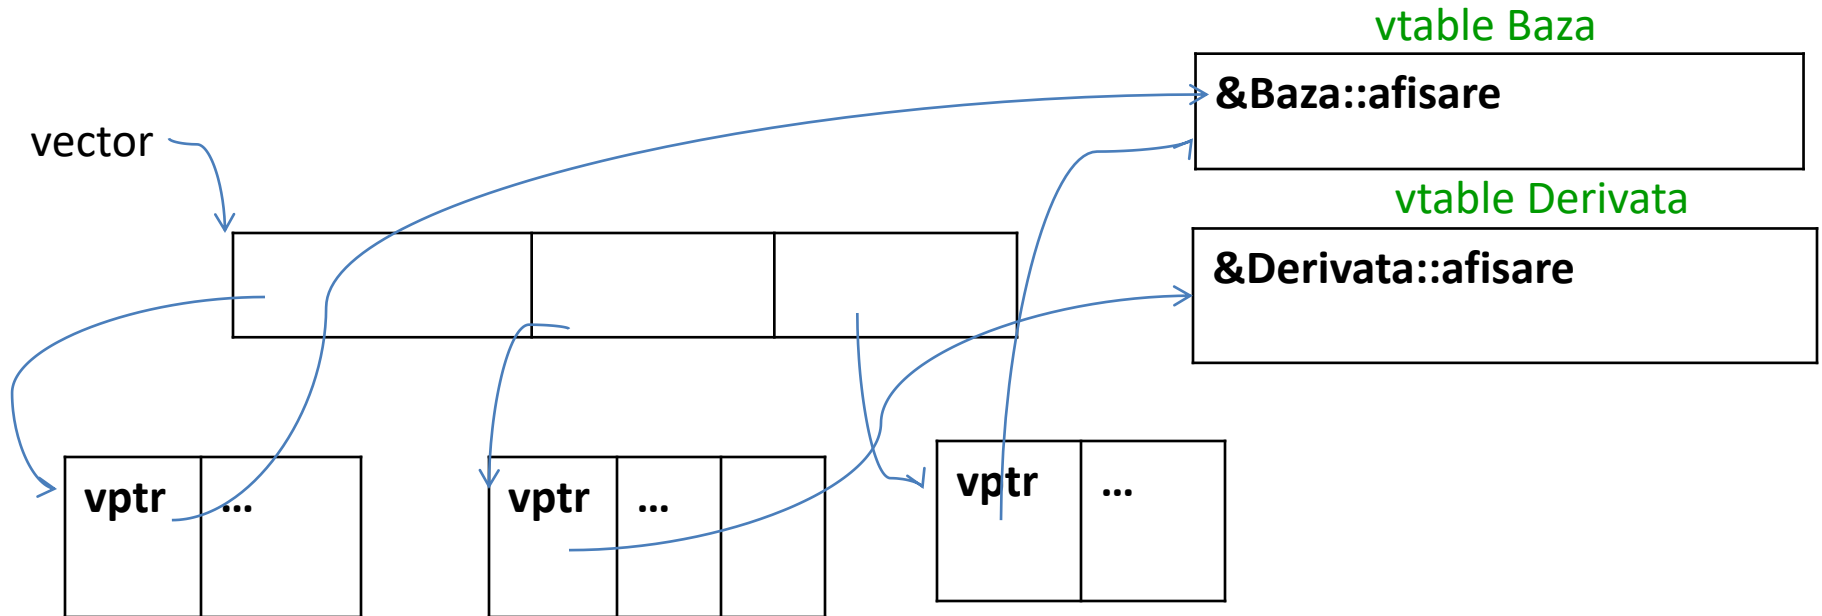 vtable Baza
&Baza::afisare
vector
vtable Derivata
&Derivata::afisare
vptr ...
vptr ...
vptr ...